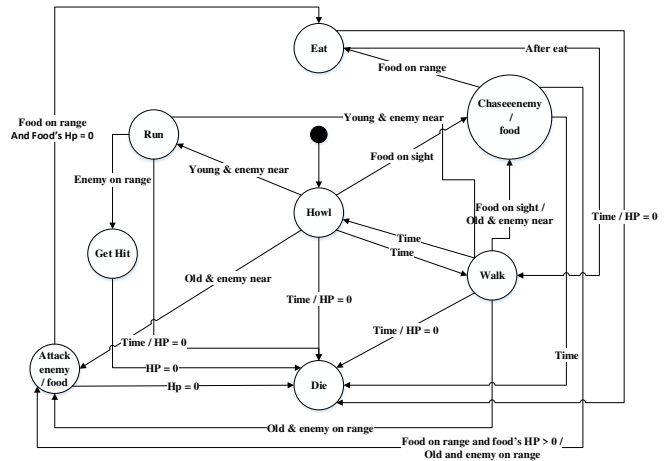 Eat
After eat
Food on range
Chaseenemy
/
food
Food on range
And Food's Hp = 0
Run
Young & enemy near
Food on sight
Enemy on range
Young & enemy near
Howl
Food on sight /
Old & enemy near
Time / HP = 0
Get Hit
Time
Time
Walk
Old & enemy near
Time / HP = 0
Time / HP = 0
Time / HP = 0
Attack
enemy
/ food
HP = 0
Time
Hp = 0
Die
Old & enemy on range
Food on range and food's HP > 0 /
Old and enemy on range